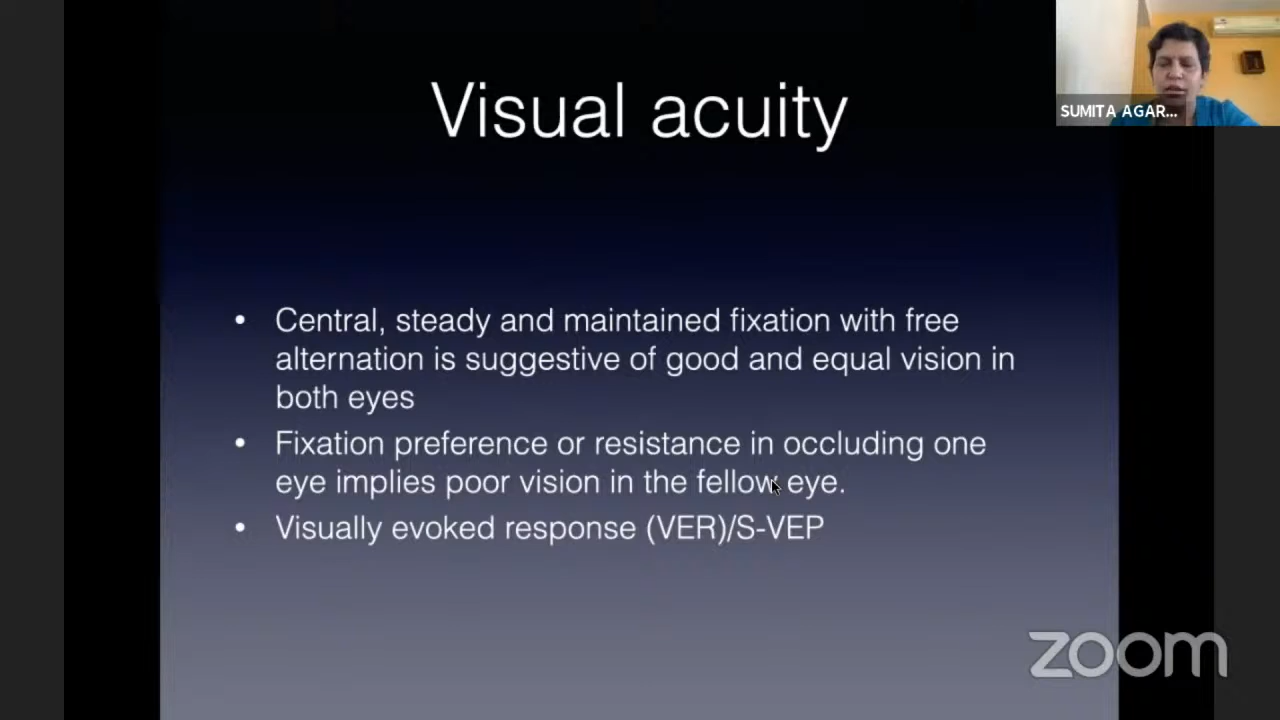 SUMITA AGAR...
Visual acuity
• Central, steady and maintained fixation with free
alternation is suggestive of good and equal vision in
both eyes
• Fixation preference or resistance in occluding one
eye implies poor vision in the fellow eye.
• Visually evoked response (VER)/S-VEP
zoom